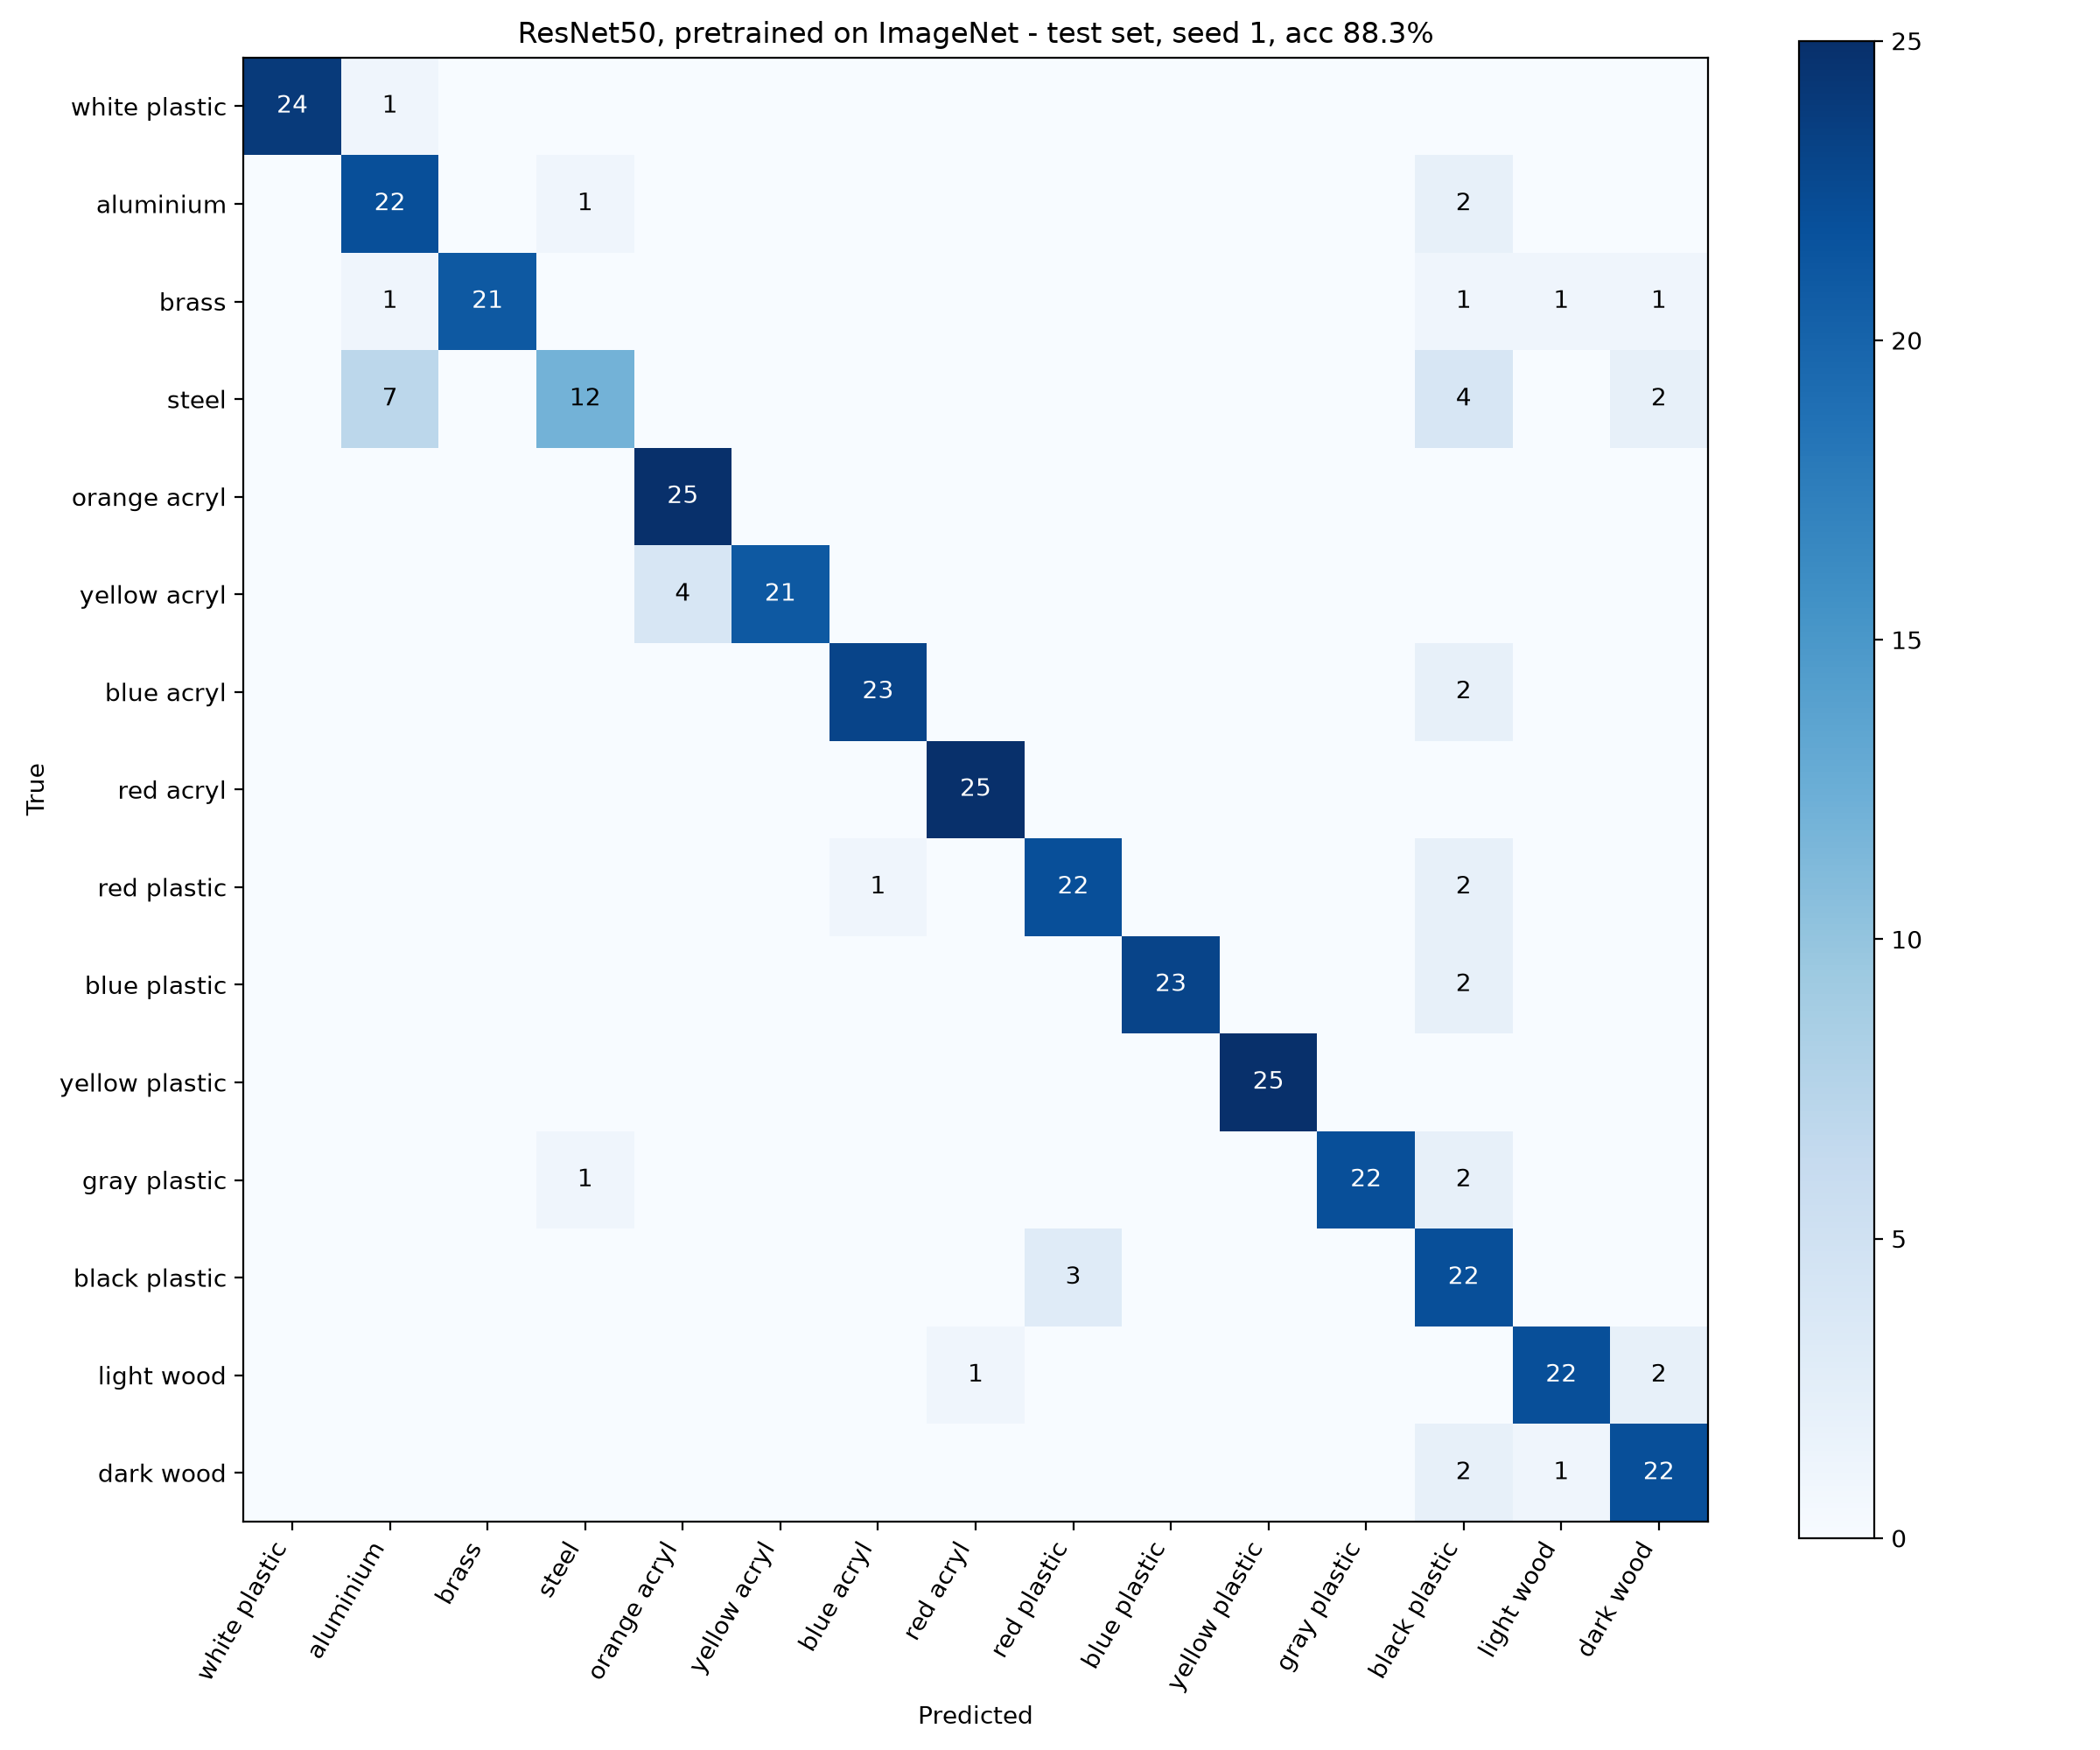 ResNet50, pretrained on ImageNet - test set, seed 1, acc 88.3%
25
white plastic 24 1
aluminium 22 1 2
brass 1 21 1 1 1
20
steel 7 12 4 2
orange acryl 25
yellow acryl 4 21
15
blue acryl 23 2
True
red acryl 25
red plastic 1 22 2
10
blue plastic 23 2
yellow plastic 25
gray plastic 1 22 2
5
black plastic 3 22
light wood 1 22 2
dark wood 2 1 22
0
white plastic
aluminium
brass
steel
orange acryl
yellow acryl
blue acryl
red acryl
red plastic
blue plastic
yellow plastic
gray plastic
black plastic
light wood
dark wood
Predicted